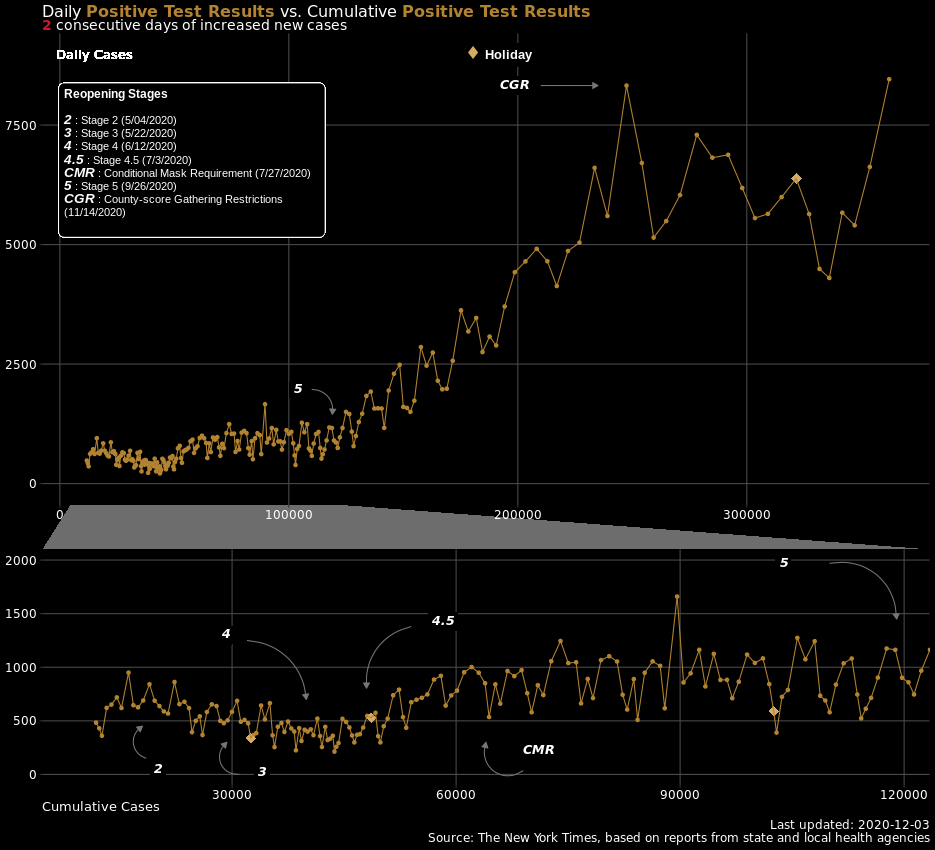 Daily Positive Test Results vs. Cumulative Positive Test Results
2 consecutive days of increased new cases
Daily Cases
Holiday
CGR
Reopening Stages
2 : Stage 2 (5/04/2020)
3 : Stage 3 (5/22/2020)
4 : Stage 4 (6/12/2020)
4.5 : Stage 4.5 (7/3/2020)
CMR : Conditional Mask Requirement (7/27/2020)
5 : Stage 5 (9/26/2020)
CGR : County-score Gathering Restrictions
(11/14/2020)
7500
5000
2500
5
0
0 100000 200000 300000
2000
5
1500
4
4.5
1000
500
CMR
2
3
0
30000 60000 90000 120000
Cumulative Cases
Last updated: 2020-12-03
Source: The New York Times, based on reports from state and local health agencies